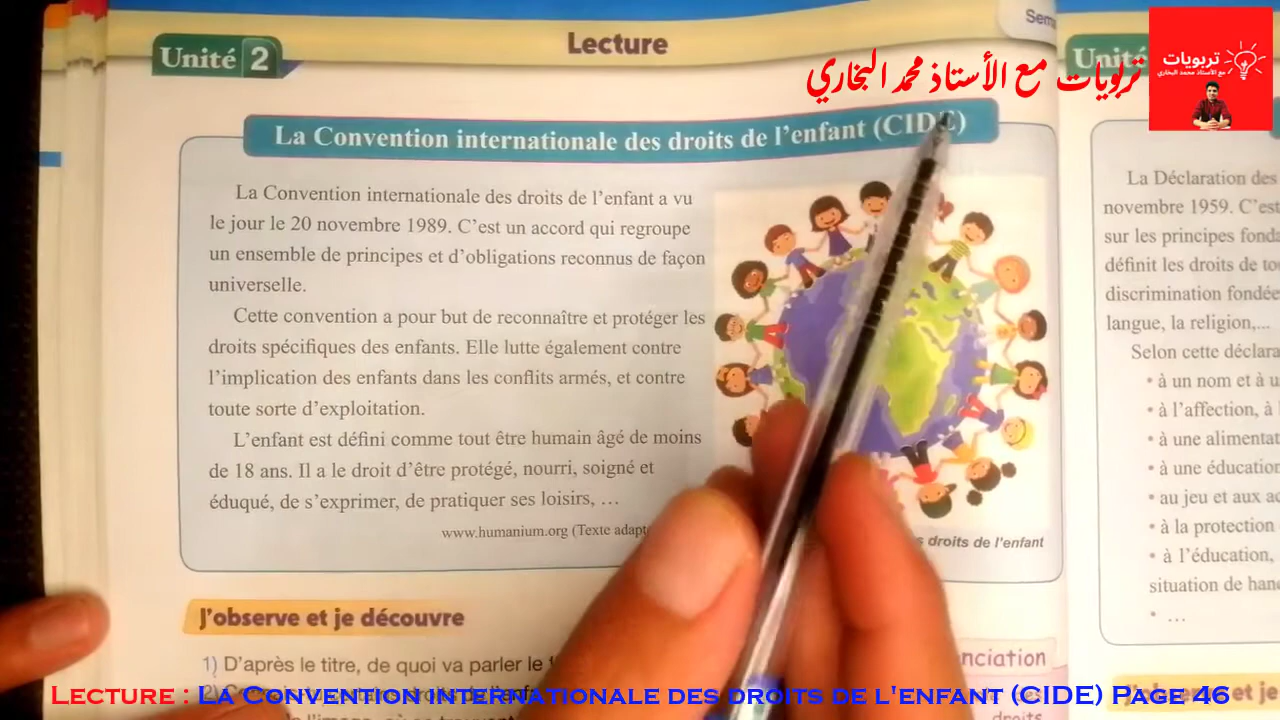 Unité 2
Lecture
Unité
تربويات مع الأستاذ محمد البخاري
تربويات
مع الأستاذ محمد البخاري
La Convention internationale des droits de l'enfant (CIDE)
La Convention internationale des droits de l'enfant a vu
le jour le 20 novembre 1989. C'est un accord qui regroupe
un ensemble de principes et d'obligations reconnus de façon
universelle.
Cette convention a pour but de reconnaître et protéger les
droits spécifiques des enfants. Elle lutte également contre
l'implication des enfants dans les conflits armés, et contre
toute sorte d'exploitation.
L'enfant est défini comme tout être humain âgé de moins
de 18 ans. Il a le droit d'être protégé, nourri, soigné et
éduqué, de s'exprimer, de pratiquer ses loisirs, …
www.humanium.org (Texte
droits de l'enfant
J'observe et je découvre
1) D'après le titre, de quoi va parler le
2)
La Déclaration des
novembre 1959. C'est
sur les principes
définit les droits de
discrimination fondée
langue, la religion,...
Selon cette
• à un nom et à
• à l'affection, à
• à une
• à une éducation
• au jeu et aux
• à la protection
• à l'éducation,
situation de
• …
et je
Lecture : La Convention internationale des droits de l'enfant (CIDE) Page 46